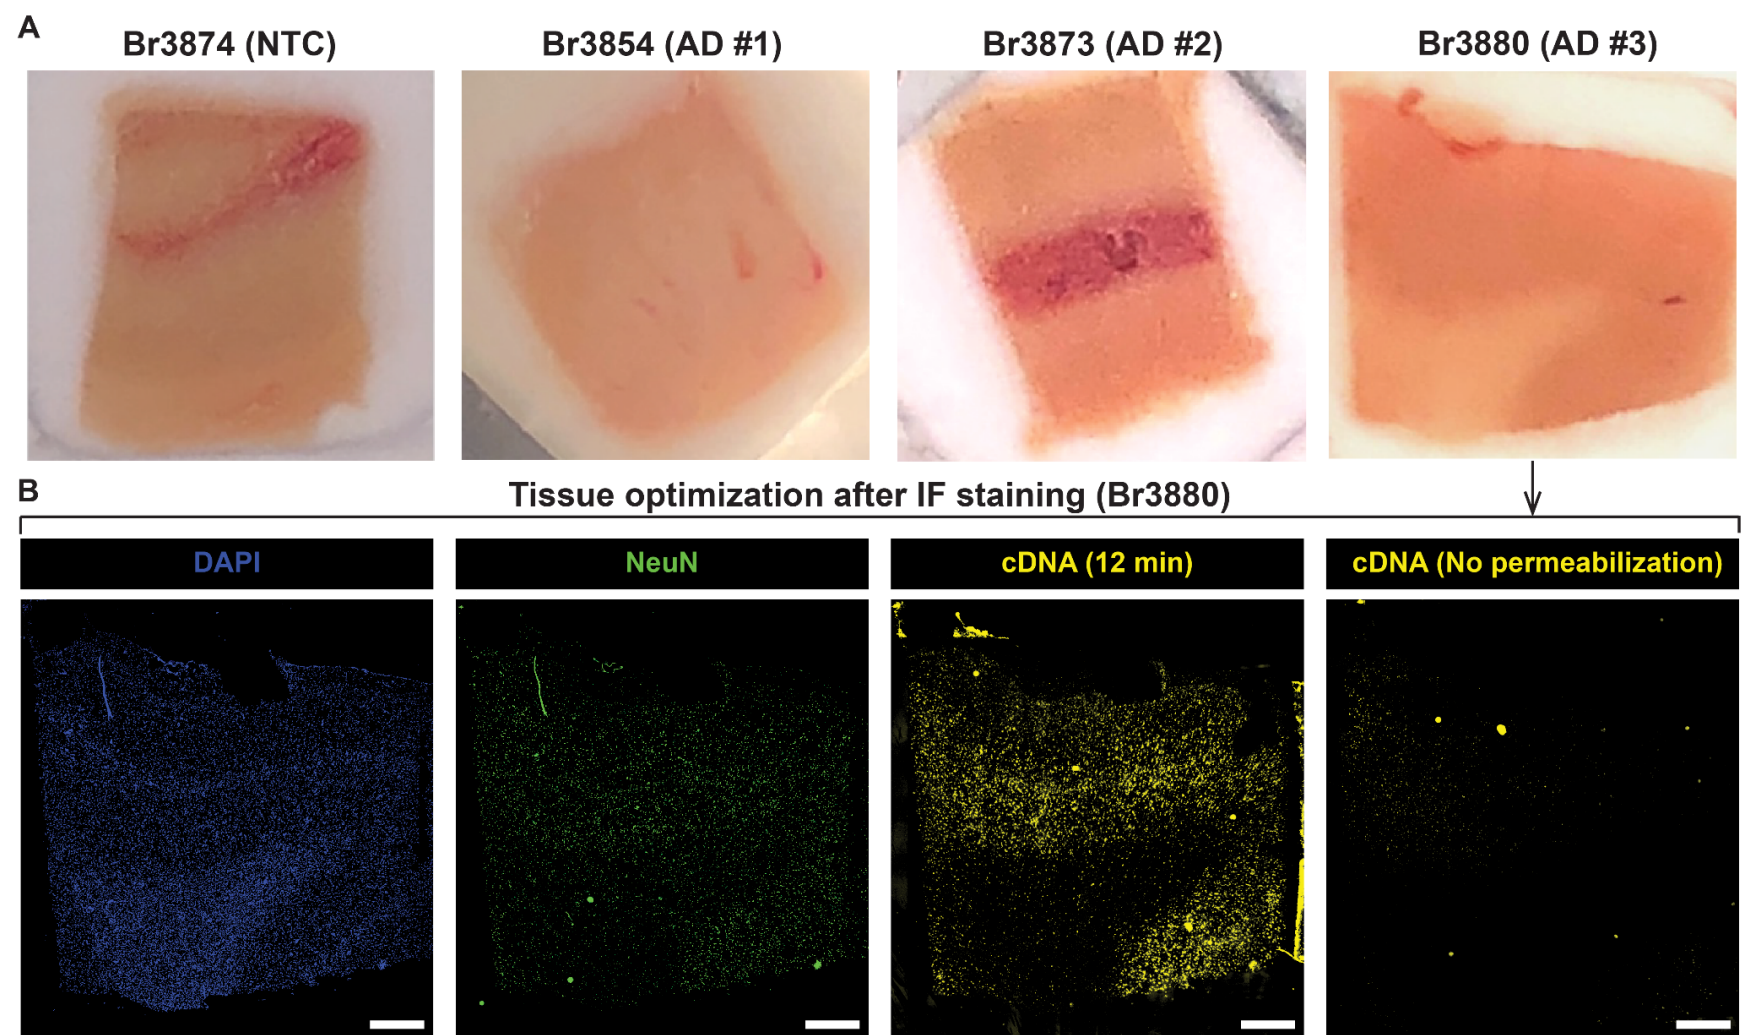 A
Br3874 (NTC)
Br3854 (AD #1)
Br3873 (AD #2)
Br3880 (AD #3)
B
Tissue optimization after IF staining (Br3880)
DAPI
NeuN
cDNA (12 min)
cDNA (No permeabilization)